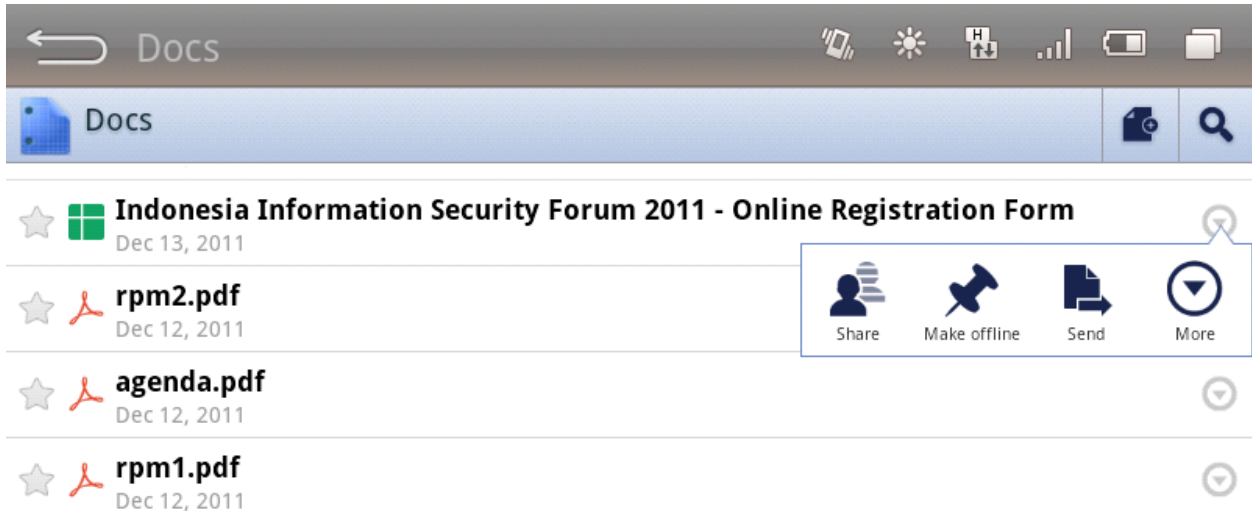 Docs
H
Docs
Indonesia Information Security Forum 2011 - Online Registration Form
Dec 13, 2011
rpm2.pdf
Dec 12, 2011
Share
Make offline
Send
More
agenda.pdf
Dec 12, 2011
rpm1.pdf
Dec 12, 2011